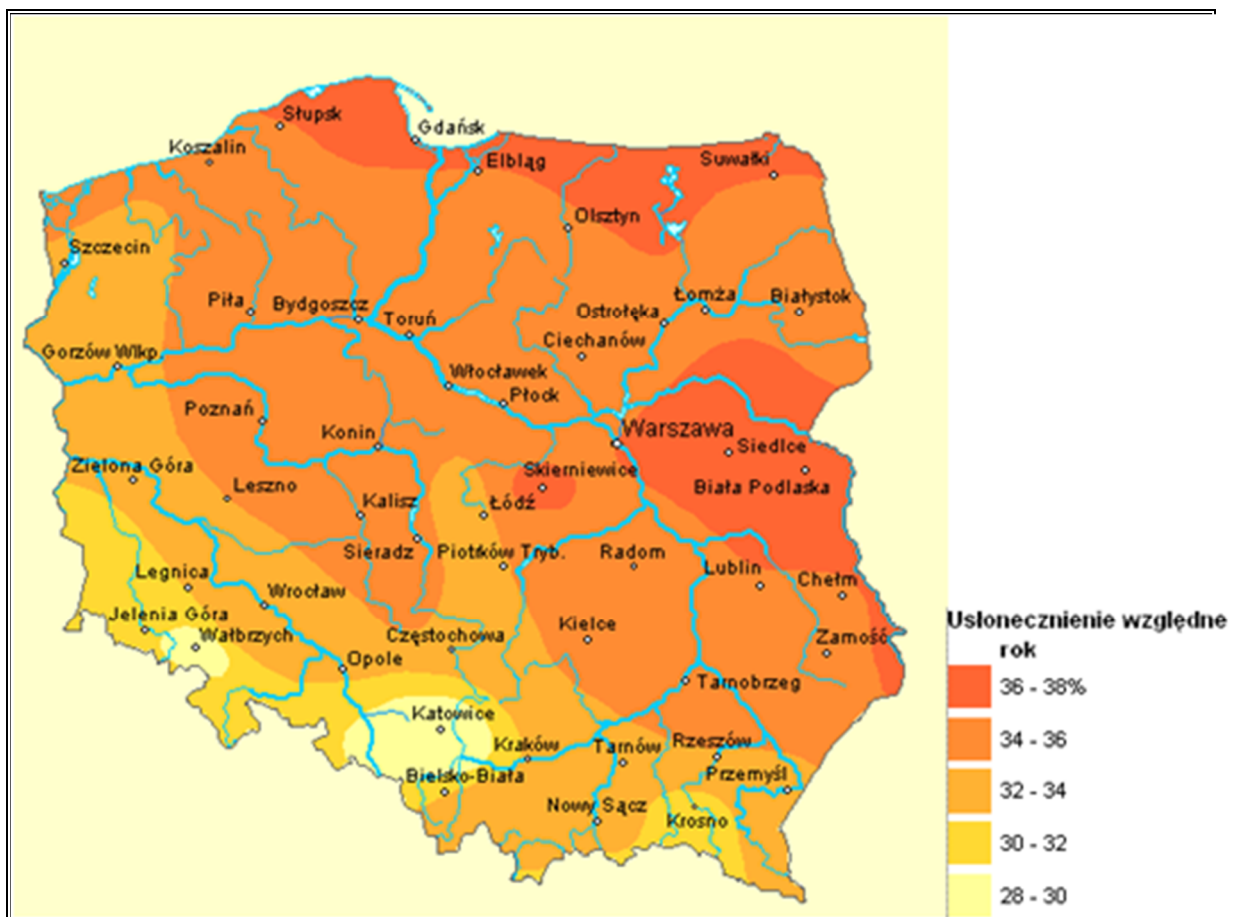 Słupsk
Gdańsk
Koszalin
Elbląg
Suwałki
Olsztyn
Szczecin
Piła
Bydgoszcz
Toruń
Ostrołęka
Łomża
Białystok
Ciechanów
Gorzów Wlkp.
Włocławek
Płock
Poznań
Konin
Warszawa
Siedlce
Zielona Góra
Leszno
Skierniewice
Biała Podlaska
Kalisz
Łódź
Sieradz
Piotrków Tryb.
Radom
Lublin
Chełm
Legnica
Wrocław
Jelenia Góra
Wałbrzych
Częstochowa
Kielce
Zamość
Opole
Tarnobrzeg
Katowice
Kraków
Tarnów
Rzeszów
Bielsko-Biała
Przemyśl
Nowy Sącz
Krosno
Usłonecznienie względne
rok
36 - 38%
34 - 36
32 - 34
30 - 32
28 - 30